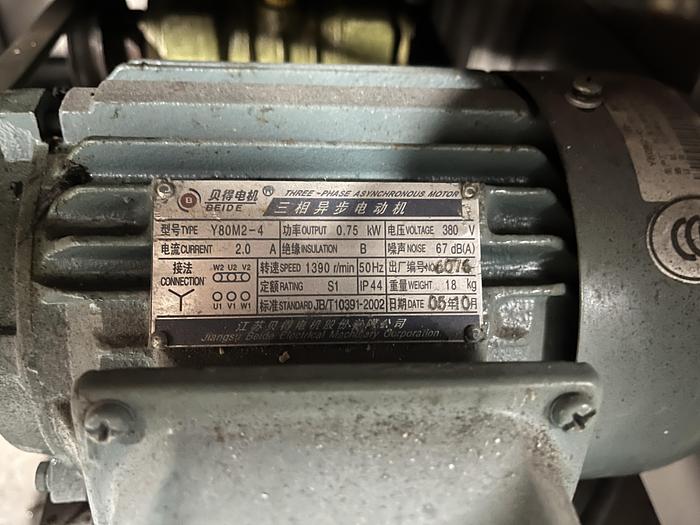 贝得电机® THREE-PHASE ASYNCHRONOUS MOTOR
BEIDE 三相异步电动机
型号TYPE Y80M2-4 功率OUTPUT 0.75 kW 电压VOLTAGE 380 V
电流CURRENT 2.0 A 绝缘INSULATION B 噪声NOISE 67 dB(A)
接法 CONNECTION W2 U2 V2 U1 V1 W1 转速SPEED 1390 r/min 50Hz 出厂编号NO 6076
定额RATING S1 IP44 重量WEIGHT 18 kg
标准STANDARD JB/T10391-2002 日期DATE 05年10月
江苏贝得电机股份有限公司
Jiangsu Beide Electrical Machinery Corporation